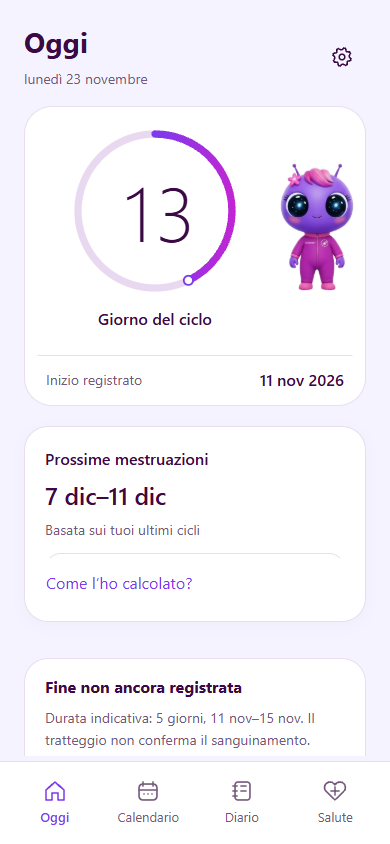 Oggi
lunedì 23 novembre
13
Giorno del ciclo
Inizio registrato
11 nov 2026
Prossime mestruazioni
7 dic–11 dic
Basata sui tuoi ultimi cicli
Come l’ho calcolato?
Fine non ancora registrata
Durata indicativa: 5 giorni, 11 nov–15 nov. Il
tratteggio non conferma il sanguinamento.
Oggi
Calendario
Diario
Salute